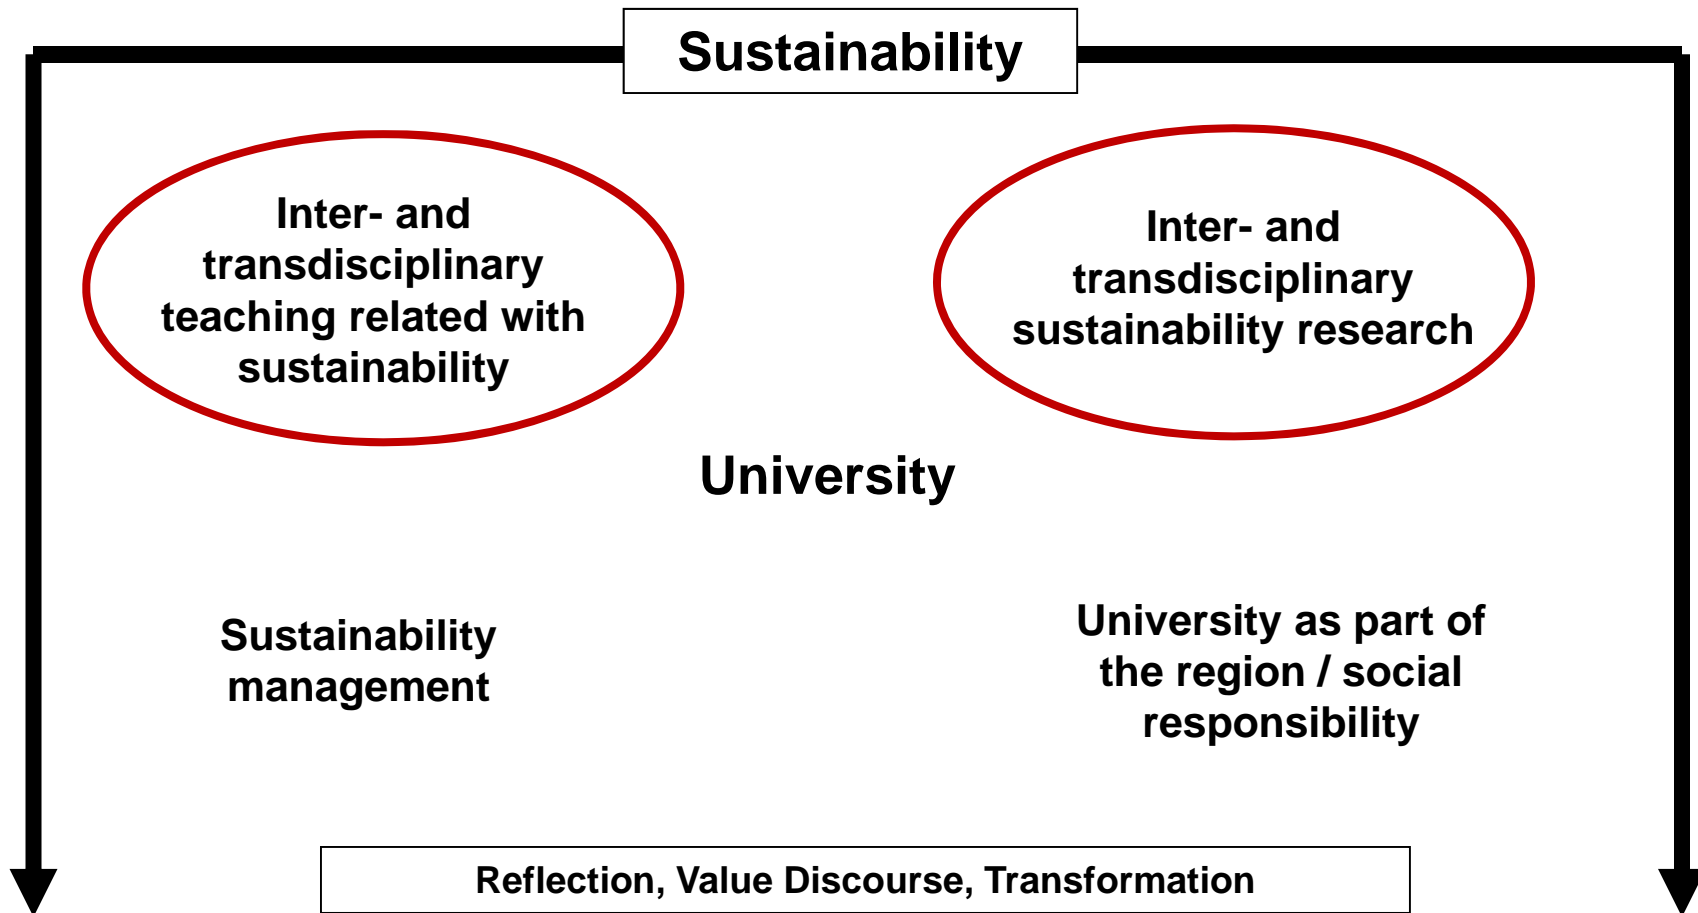 Sustainability
Inter- and
transdisciplinary
teaching related with
sustainability
Inter- and
transdisciplinary
sustainability research
University
Sustainability
management
University as part of
the region / social
responsibility
Reflection, Value Discourse, Transformation